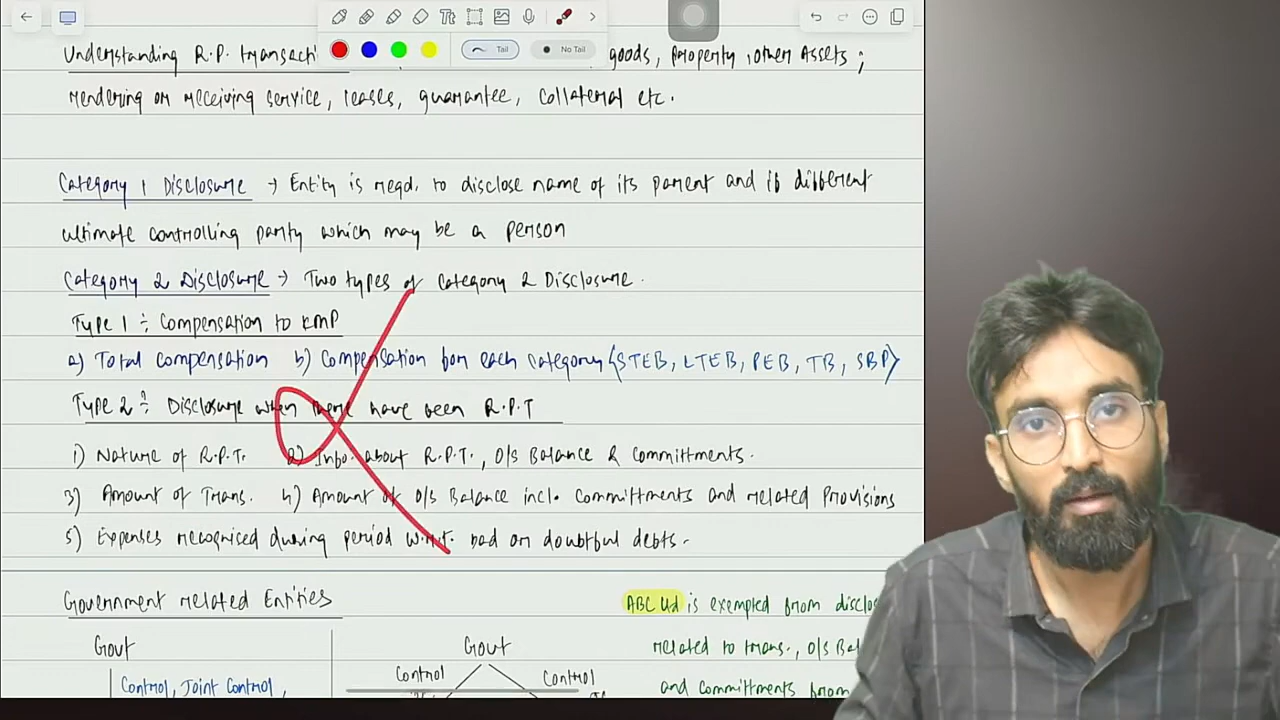 Tail
No Tail
Understanding R.P. transacti goods, property, other Assets;
rendering or receiving service, leases, guarantee, collateral etc.
Category 1 Disclosure → Entity is reqd. to disclose name of its parent and if different
ultimate controlling party which may be a person
Category 2 Disclosure → Two types of Category 2 Disclosure.
Type 1 ÷ Compensation to KMP
a) Total compensation b) Compensation for each category {STEB, LTEB, PEB, TB, SBP}
Type 2 ÷ Disclosure when there have been R.P.T
1) Nature of R.P.T. 2) Info. about R.P.T., O/S Balance & Committments.
3) Amount of Trans. 4) Amount of O/S Balance incl. Committments and related Provisions
5) Expenses recognised during period w.r.t. bad or doubtful debts.
Government related Entities
ABC Ltd is exempted from disclos
Govt
Govt
related to trans., O/S Bal
Control
Control
Control, Joint Control,
and committments from